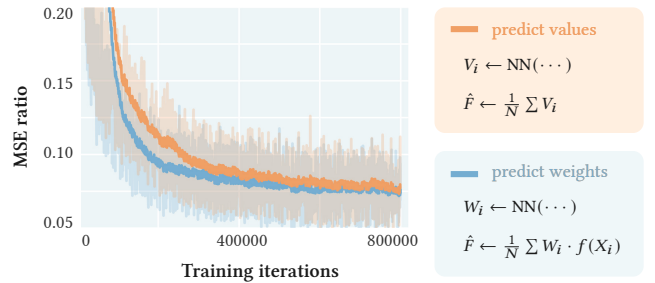 0.20
0.15
0.10
0.05
MSE ratio
0
400000
800000
Training iterations
predict values
V_i ← NN(· · ·)
F̂ ← 1/N ∑ V_i
predict weights
W_i ← NN(· · ·)
F̂ ← 1/N ∑ W_i · f(X_i)